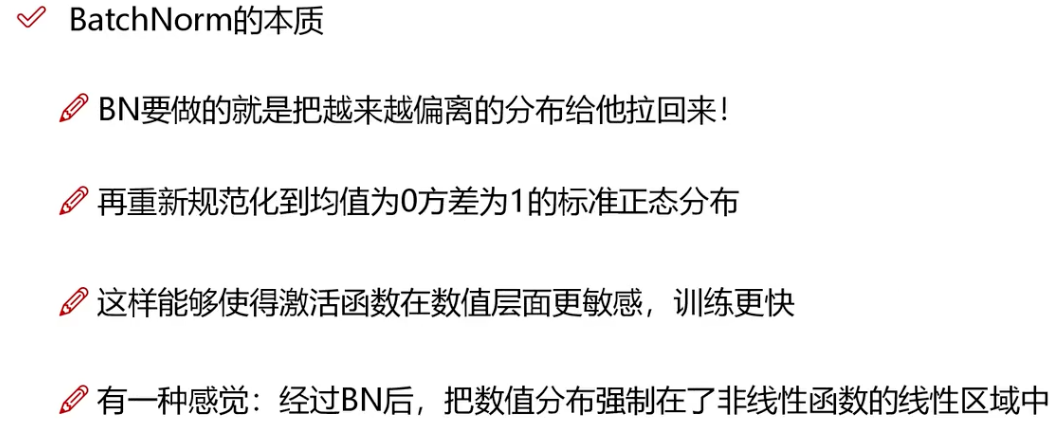 BatchNorm的本质
BN要做的就是把越来越偏离的分布给他拉回来！
再重新规范化到均值为0方差为1的标准正态分布
这样能够使得激活函数在数值层面更敏感，训练更快
有一种感觉：经过BN后，把数值分布强制在了非线性函数的线性区域中